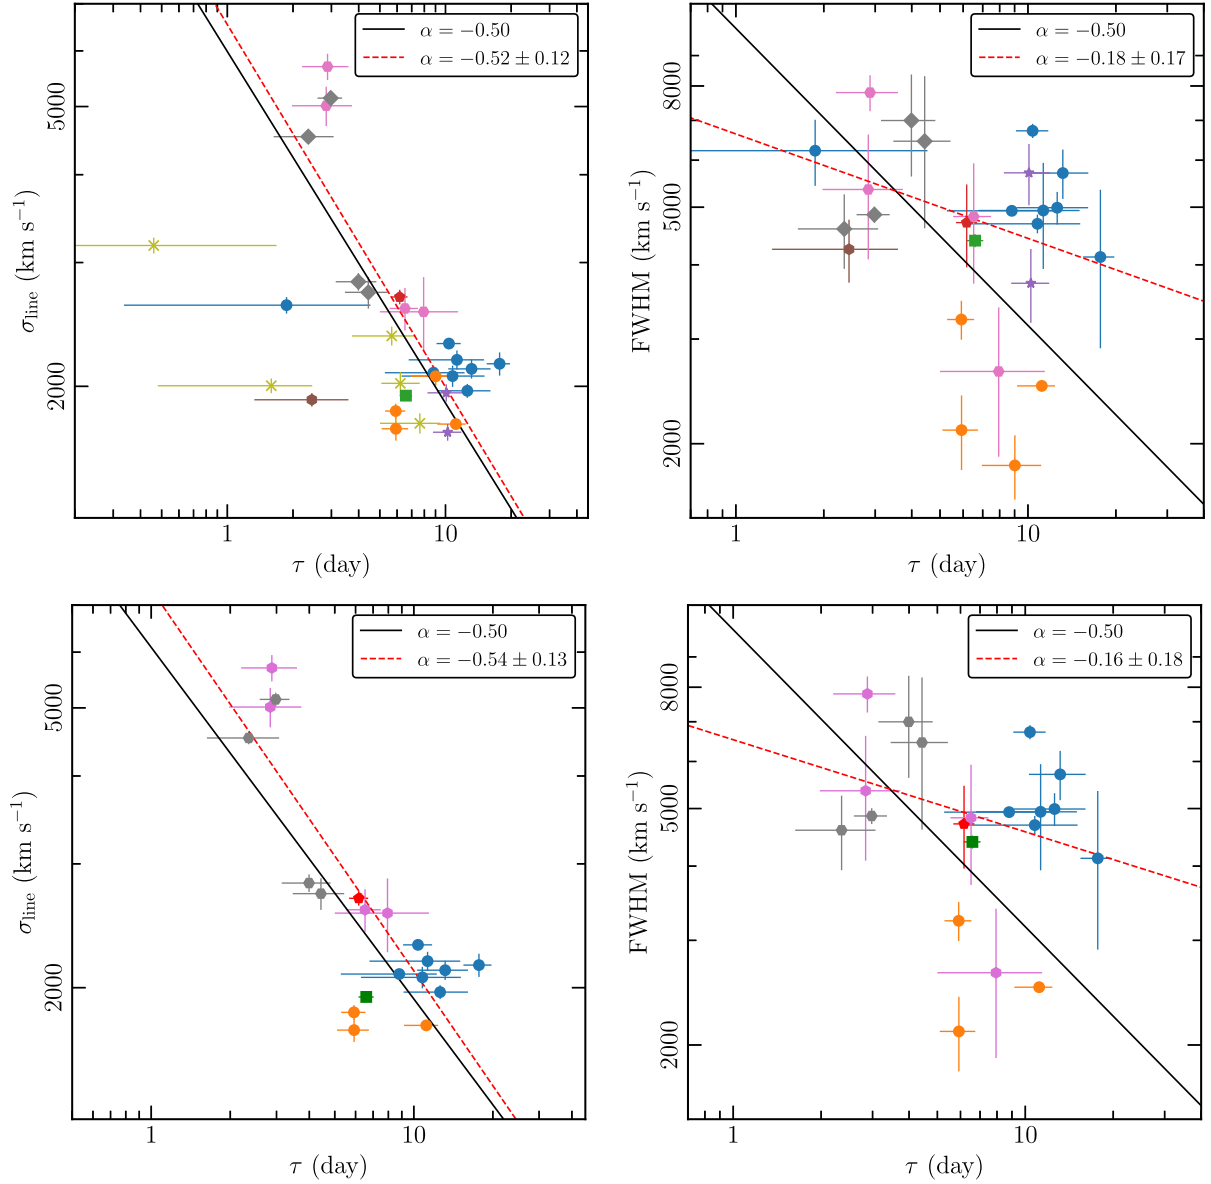 α = −0.50
α = −0.52 ± 0.12
5000
2000
σline (km s⁻¹)
1
10
τ (day)
α = −0.50
α = −0.18 ± 0.17
8000
5000
2000
FWHM (km s⁻¹)
1
10
τ (day)
α = −0.50
α = −0.54 ± 0.13
5000
2000
σline (km s⁻¹)
1
10
τ (day)
α = −0.50
α = −0.16 ± 0.18
8000
5000
2000
FWHM (km s⁻¹)
1
10
τ (day)